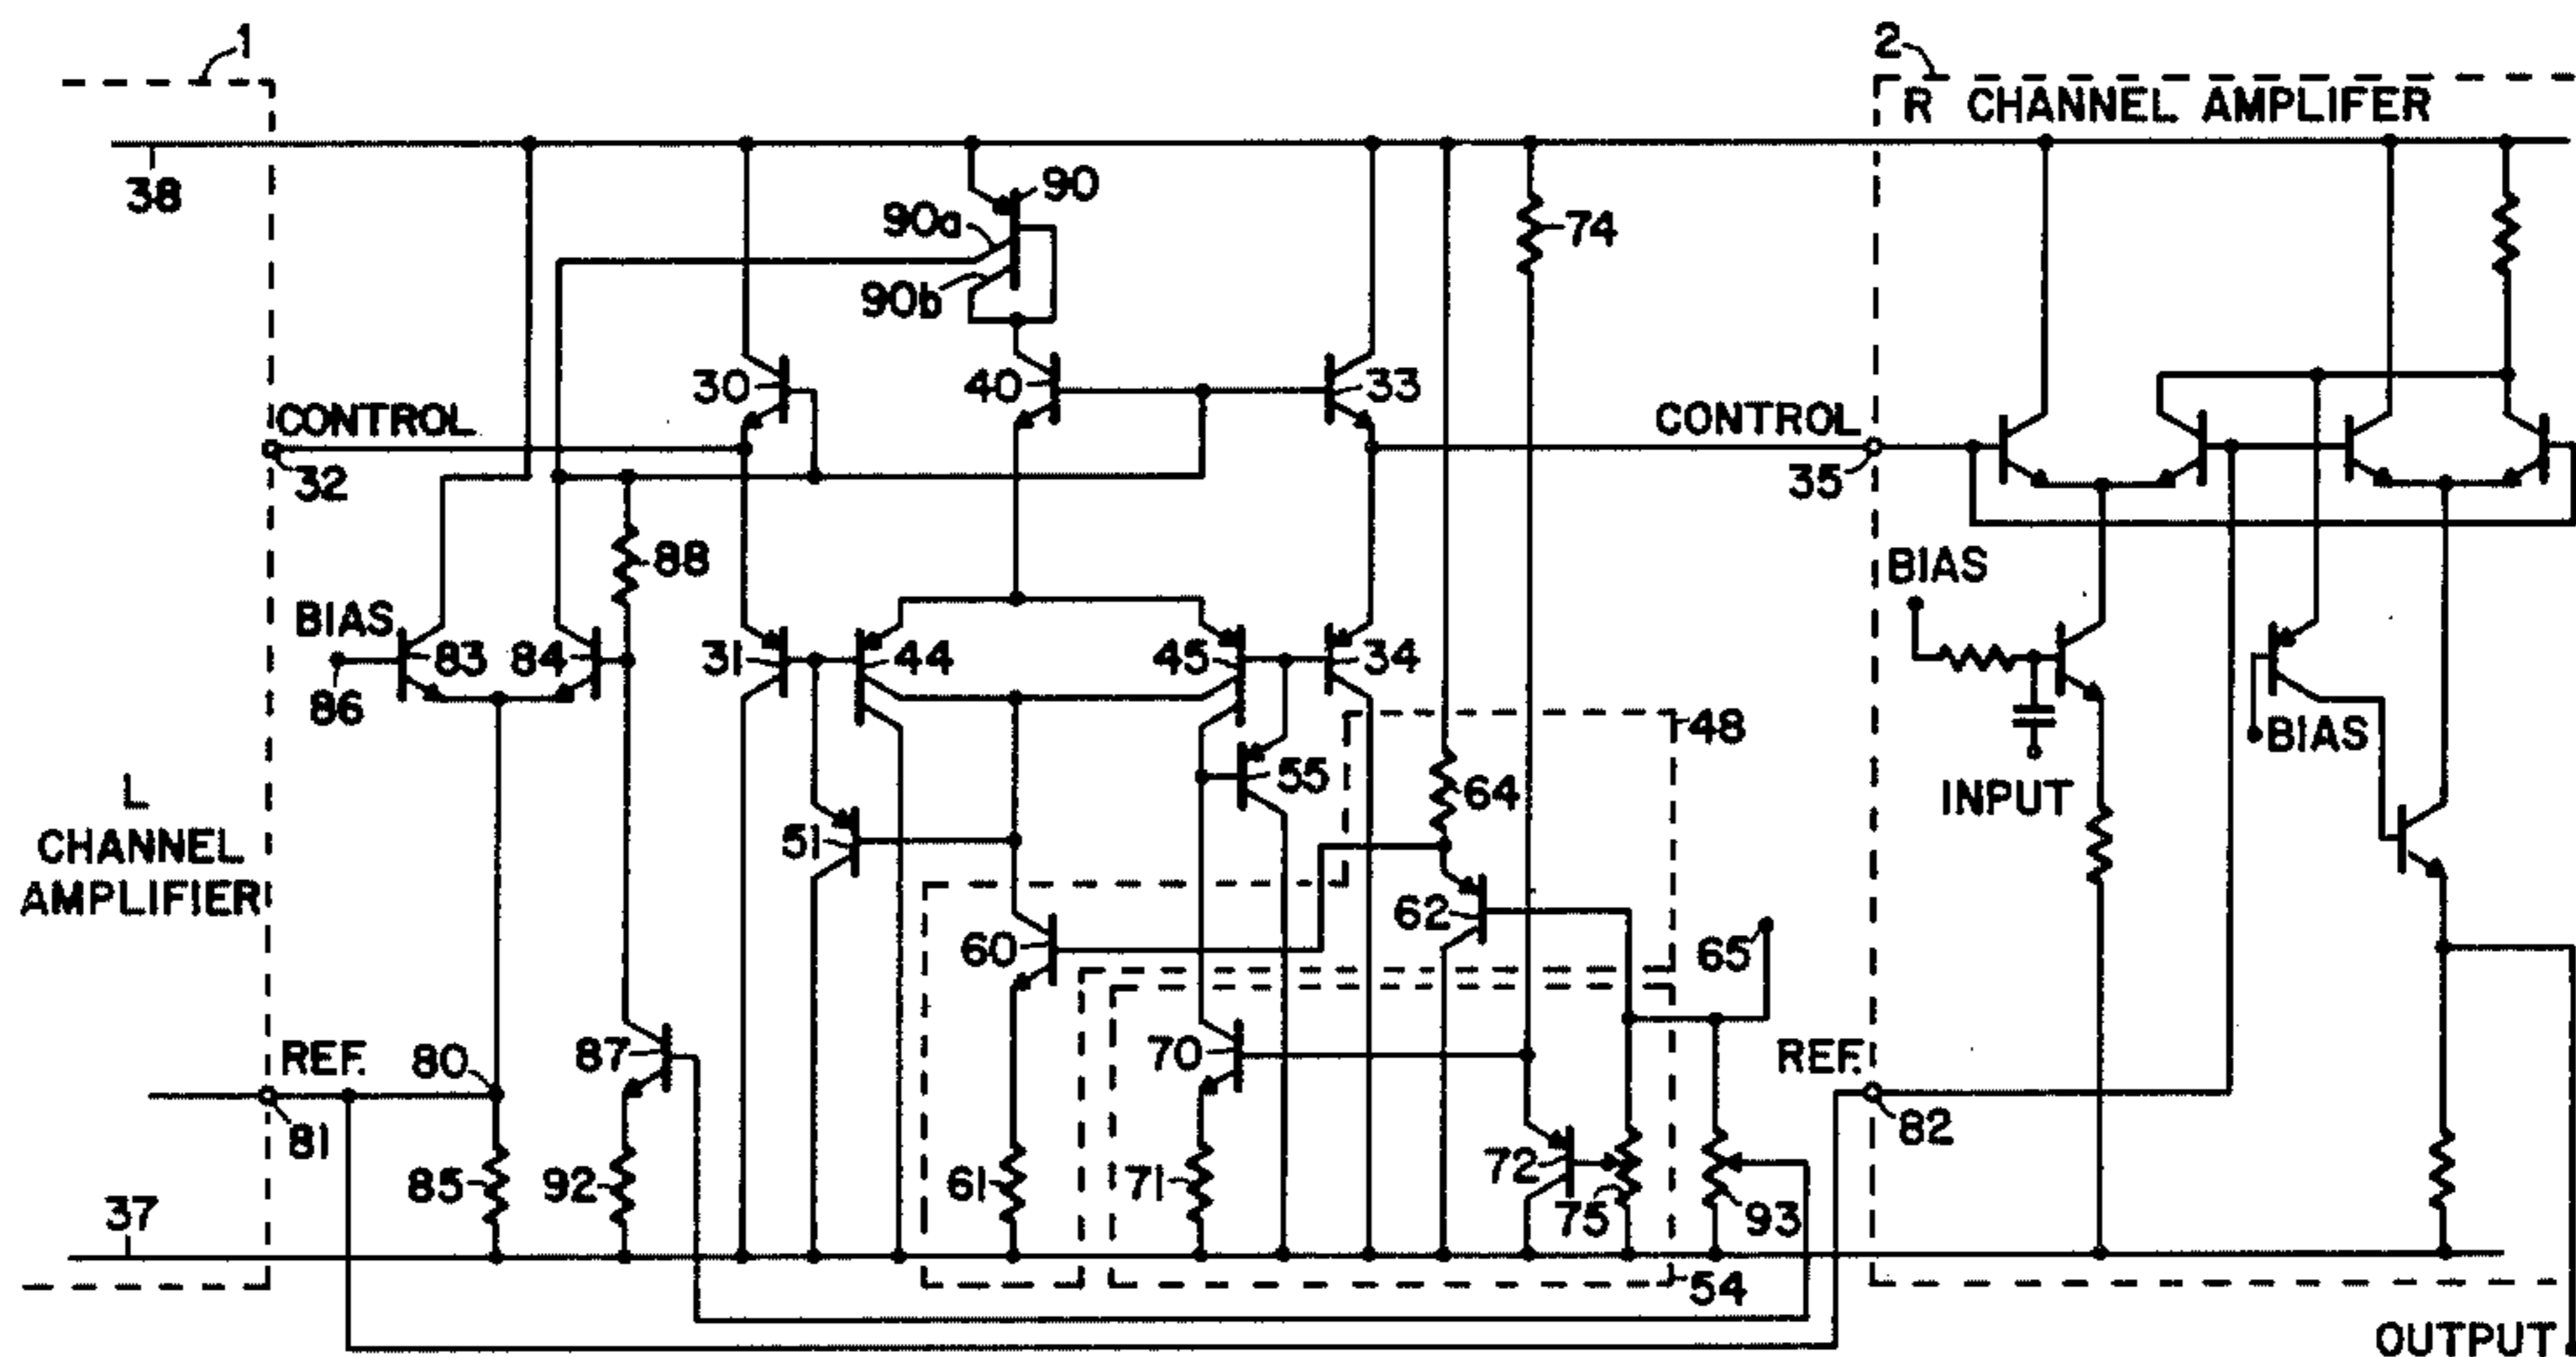 1
2
R CHANNEL AMPLIFER
38
90
90a
90b
74
30
40
33
CONTROL
32
CONTROL
35
88
BIAS
BIAS
83
84
31
44
45
34
86
48
BIAS
55
64
INPUT
51
L
CHANNEL
AMPLIFIER
62
60
65
REF.
80
87
70
REF.
81
82
72
85
92
61
71
75
93
37
54
OUTPUT